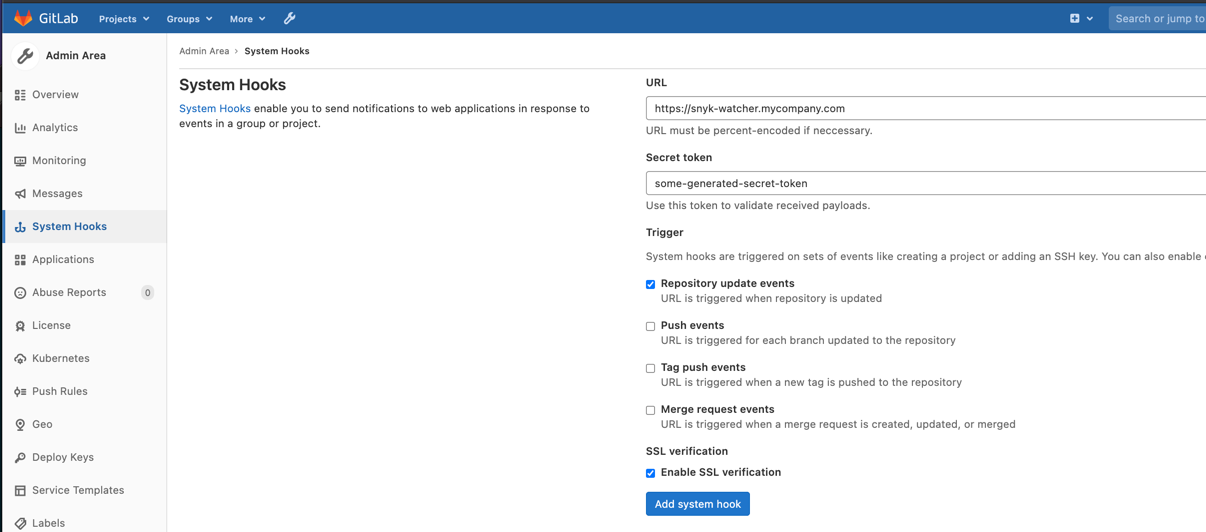 GitLab Projects Groups More Search or jump to
Admin Area
Overview
Analytics
Monitoring
Messages
System Hooks
Applications
Abuse Reports 0
License
Kubernetes
Push Rules
Geo
Deploy Keys
Service Templates
Labels
Admin Area › System Hooks
System Hooks
System Hooks enable you to send notifications to web applications in response to
events in a group or project.
URL
https://snyk-watcher.mycompany.com
URL must be percent-encoded if neccessary.
Secret token
some-generated-secret-token
Use this token to validate received payloads.
Trigger
System hooks are triggered on sets of events like creating a project or adding an SSH key. You can also enable
Repository update events
URL is triggered when repository is updated
Push events
URL is triggered for each branch updated to the repository
Tag push events
URL is triggered when a new tag is pushed to the repository
Merge request events
URL is triggered when a merge request is created, updated, or merged
SSL verification
Enable SSL verification
Add system hook